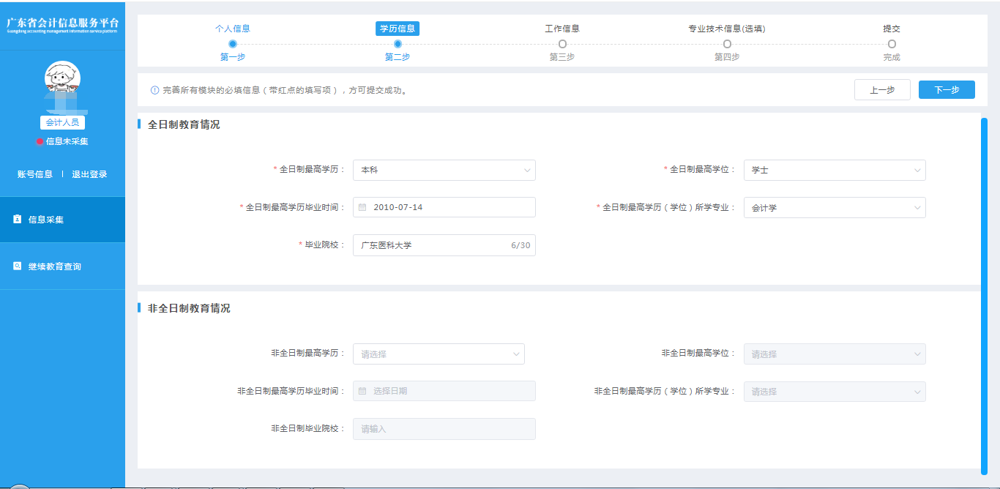 广东省会计信息服务平台
Guangdong accounting management information service platform
会计人员
信息未采集
账号信息 | 退出登录
信息采集
继续教育查询
个人信息 学历信息 工作信息 专业技术信息(选填) 提交
第一步 第二步 第三步 第四步 完成
完善所有模块的必填信息（带红点的填写项），方可提交成功。 上一步 下一步
全日制教育情况
* 全日制最高学历： 本科 * 全日制最高学位： 学士
* 全日制最高学历毕业时间： 2010-07-14 * 全日制最高学历（学位）所学专业： 会计学
* 毕业院校： 广东医科大学 6/30
非全日制教育情况
非全日制最高学历： 请选择 非全日制最高学位： 请选择
非全日制最高学历毕业时间： 选择日期 非全日制最高学历（学位）所学专业： 请选择
非全日制毕业院校： 请输入